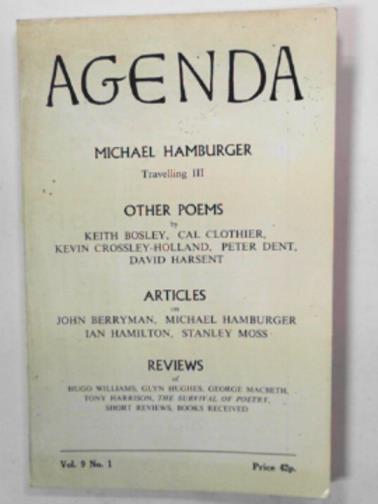 AGENDA
MICHAEL HAMBURGER
Travelling III
OTHER POEMS
by
KEITH BOSLEY, CAL CLOTHIER,
KEVIN CROSSLEY-HOLLAND, PETER DENT,
DAVID HARSENT
ARTICLES
on
JOHN BERRYMAN, MICHAEL HAMBURGER
IAN HAMILTON, STANLEY MOSS
REVIEWS
of
HUGO WILLIAMS, GLYN HUGHES, GEORGE MACBETH,
TONY HARRISON, THE SURVIVAL OF POETRY,
SHORT REVIEWS, BOOKS RECEIVED
Vol. 9 No. 1 Price 42p.